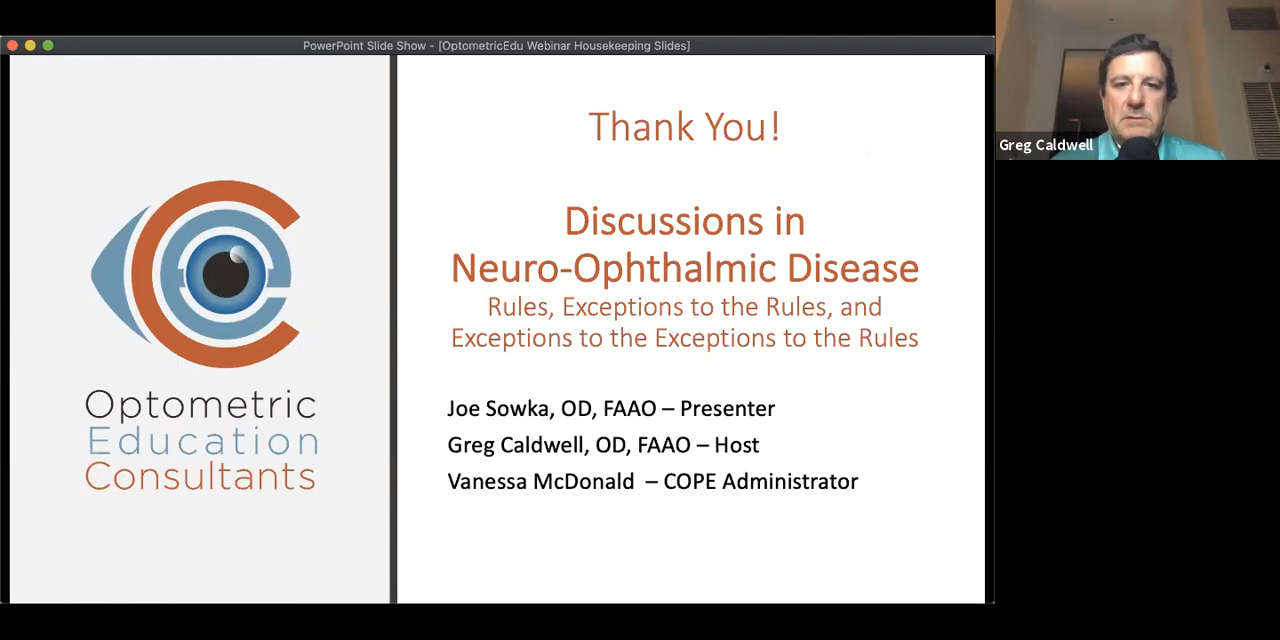 PowerPoint Slide Show - [OptometricEdu Webinar Housekeeping Slides]
Thank You!
Discussions in
Neuro-Ophthalmic Disease
Rules, Exceptions to the Rules, and
Exceptions to the Exceptions to the Rules
Joe Sowka, OD, FAAO – Presenter
Greg Caldwell, OD, FAAO – Host
Vanessa McDonald – COPE Administrator
Optometric
Education
Consultants
Greg Caldwell